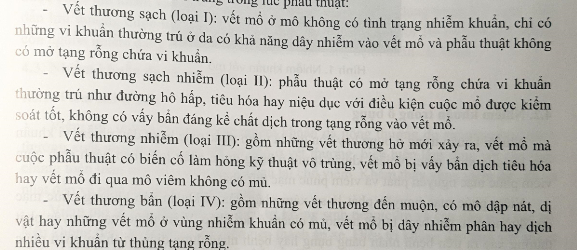 trong lúc phẫu thuật:
- Vết thương sạch (loại I): vết mổ ở mô không có tình trạng nhiễm khuẩn, chỉ có
những vi khuẩn thường trú ở da có khả năng dây nhiễm vào vết mổ và phẫu thuật không
có mở tạng rỗng chứa vi khuẩn.
- Vết thương sạch nhiễm (loại II): phẫu thuật có mở tạng rỗng chứa vi khuẩn
thường trú như đường hô hấp, tiêu hóa hay niệu dục với điều kiện cuộc mổ được kiểm
soát tốt, không có vấy bẩn đáng kể chất dịch trong tạng rỗng vào vết mổ.
- Vết thương nhiễm (loại III): gồm những vết thương hở mới xảy ra, vết mổ mà
cuộc phẫu thuật có biến cố làm hỏng kỹ thuật vô trùng, vết mổ bị vấy bẩn dịch tiêu hóa
hay vết mổ đi qua mô viêm không có mủ.
- Vết thương bẩn (loại IV): gồm những vết thương đến muộn, có mô dập nát, dị
vật hay những vết mổ ở vùng nhiễm khuẩn có mủ, vết mổ bị dây nhiễm phân hay dịch
nhiều vi khuẩn từ thủng tạng rỗng.